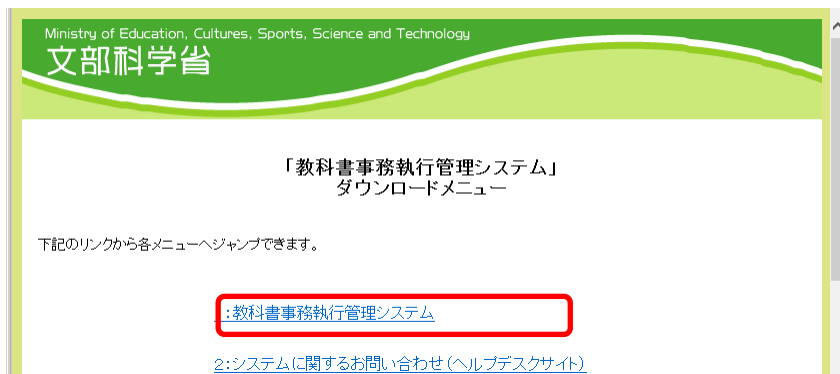 Ministry of Education, Cultures, Sports, Science and Technology
文部科学省
「教科書事務執行管理システム」
ダウンロードメニュー
下記のリンクから各メニューへジャンプできます。
:教科書事務執行管理システム
2:システムに関するお問い合わせ(ヘルプデスクサイト)